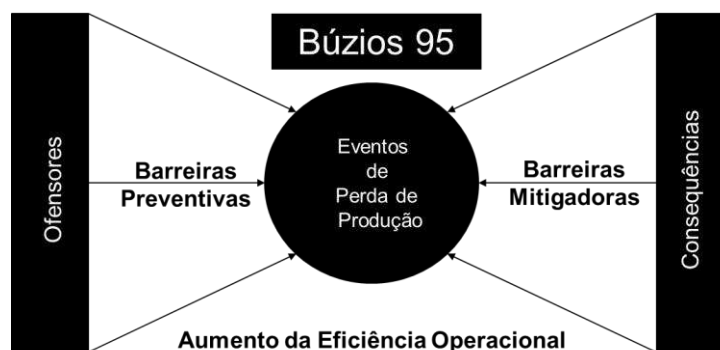 Búzios 95
Ofensores
Barreiras
Preventivas
Eventos
de
Perda de
Produção
Barreiras
Mitigadoras
Consequências
Aumento da Eficiência Operacional